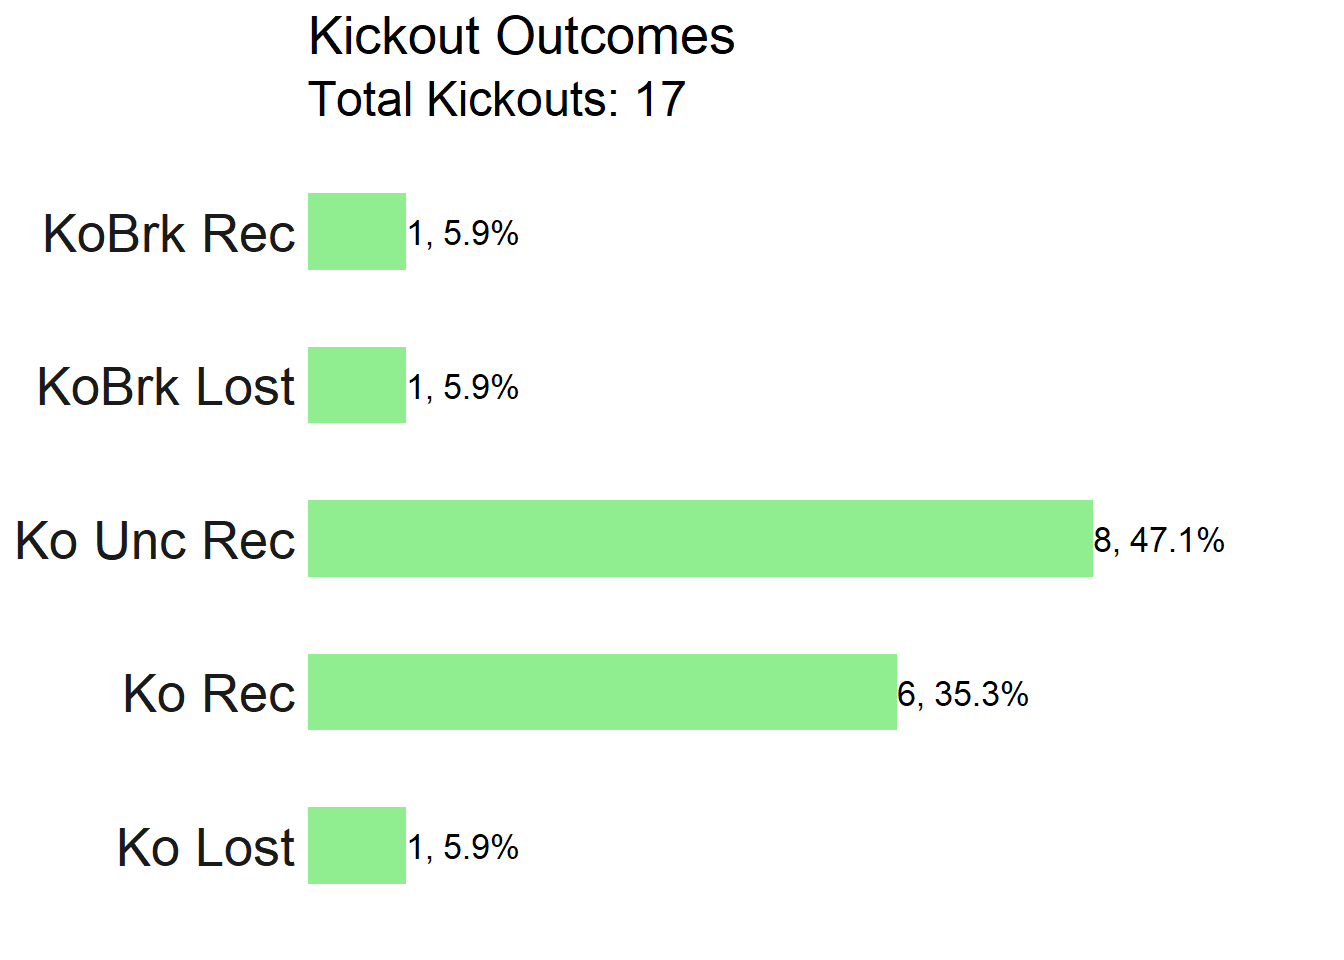 Kickout Outcomes
Total Kickouts: 17
KoBrk Rec 1, 5.9%
KoBrk Lost 1, 5.9%
Ko Unc Rec 8, 47.1%
Ko Rec 6, 35.3%
Ko Lost 1, 5.9%